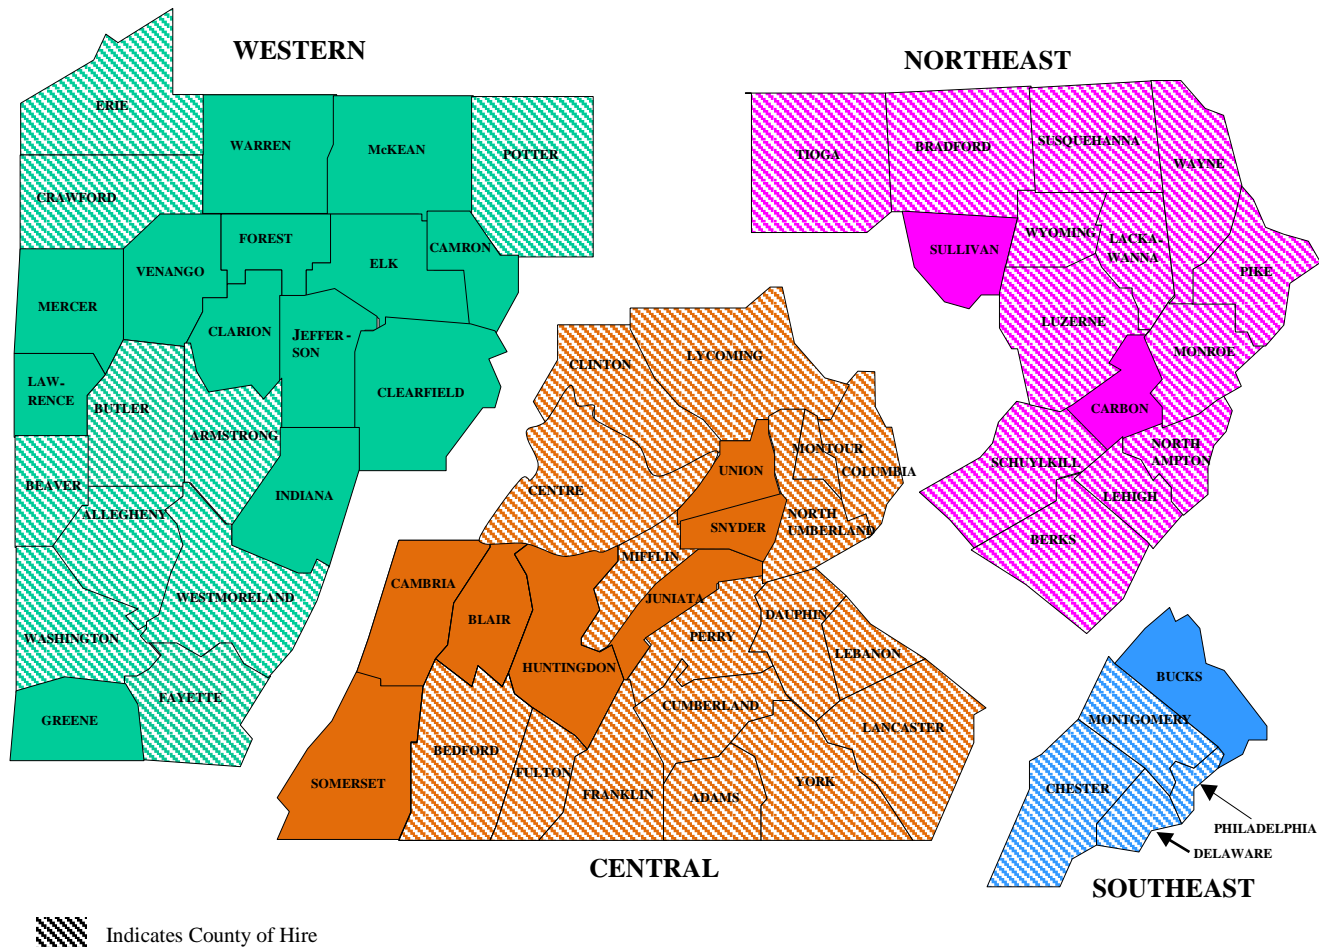 WESTERN
NORTHEAST
ERIE
WARREN
McKEAN
POTTER
CRAWFORD
FOREST
CAMRON
VENANGO
ELK
MERCER
CLARION
JEFFER -
SON
LAW-
RENCE
BUTLER
CLEARFIELD
ARMSTRONG
BEAVER
INDIANA
ALLEGHENY
WESTMORELAND
WASHINGTON
FAYETTE
GREENE
TIOGA
BRADFORD
SUSQUEHANNA
WAYNE
SULLIVAN
WYOMING
LACKA-
WANNA
PIKE
LUZERNE
MONROE
CARBON
NORTH
AMPTON
SCHUYLKILL
LEHIGH
BERKS
CLINTON
LYCOMING
MONTOUR
COLUMBIA
UNION
CENTRE
SNYDER
NORTH
UMBERLAND
MIFFLIN
CAMBRIA
BLAIR
JUNIATA
DAUPHIN
PERRY
LEBANON
HUNTINGDON
CUMBERLAND
LANCASTER
BEDFORD
FULTON
SOMERSET
FRANKLIN
ADAMS
YORK
CENTRAL
BUCKS
MONTGOMERY
CHESTER
PHILADELPHIA
DELAWARE
SOUTHEAST
Indicates County of Hire